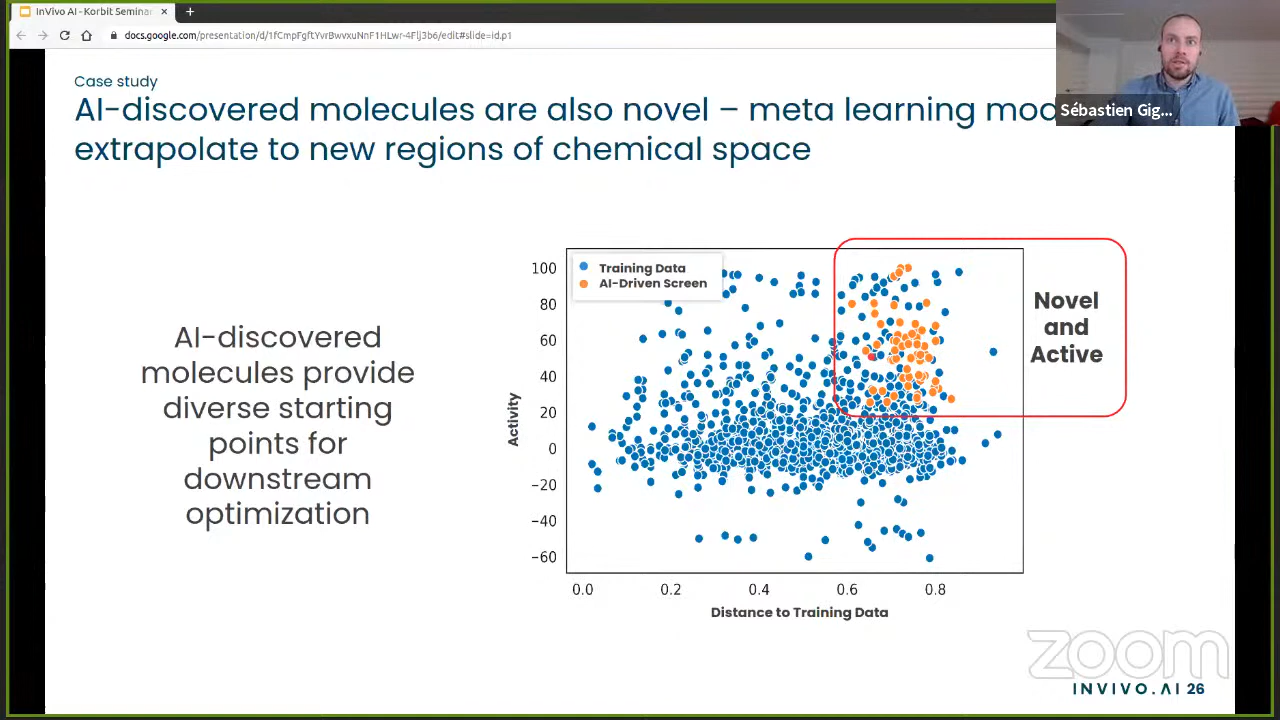 InVivo AI - Korbit Seminar
docs.google.com/presentation/d/1fCmpFgftYvrBwvxuNnF1HLwr-4Flj3b6/edit#slide=id.p1
Sébastien Gig...
Case study
AI-discovered molecules are also novel – meta learning mod
extrapolate to new regions of chemical space
AI-discovered
molecules provide
diverse starting
points for
downstream
optimization
Training Data
AI-Driven Screen
Novel
and
Active
Activity
100
80
60
40
20
0
−20
−40
−60
0.0 0.2 0.4 0.6 0.8
Distance to Training Data
zoom
INVIVO.AI 26